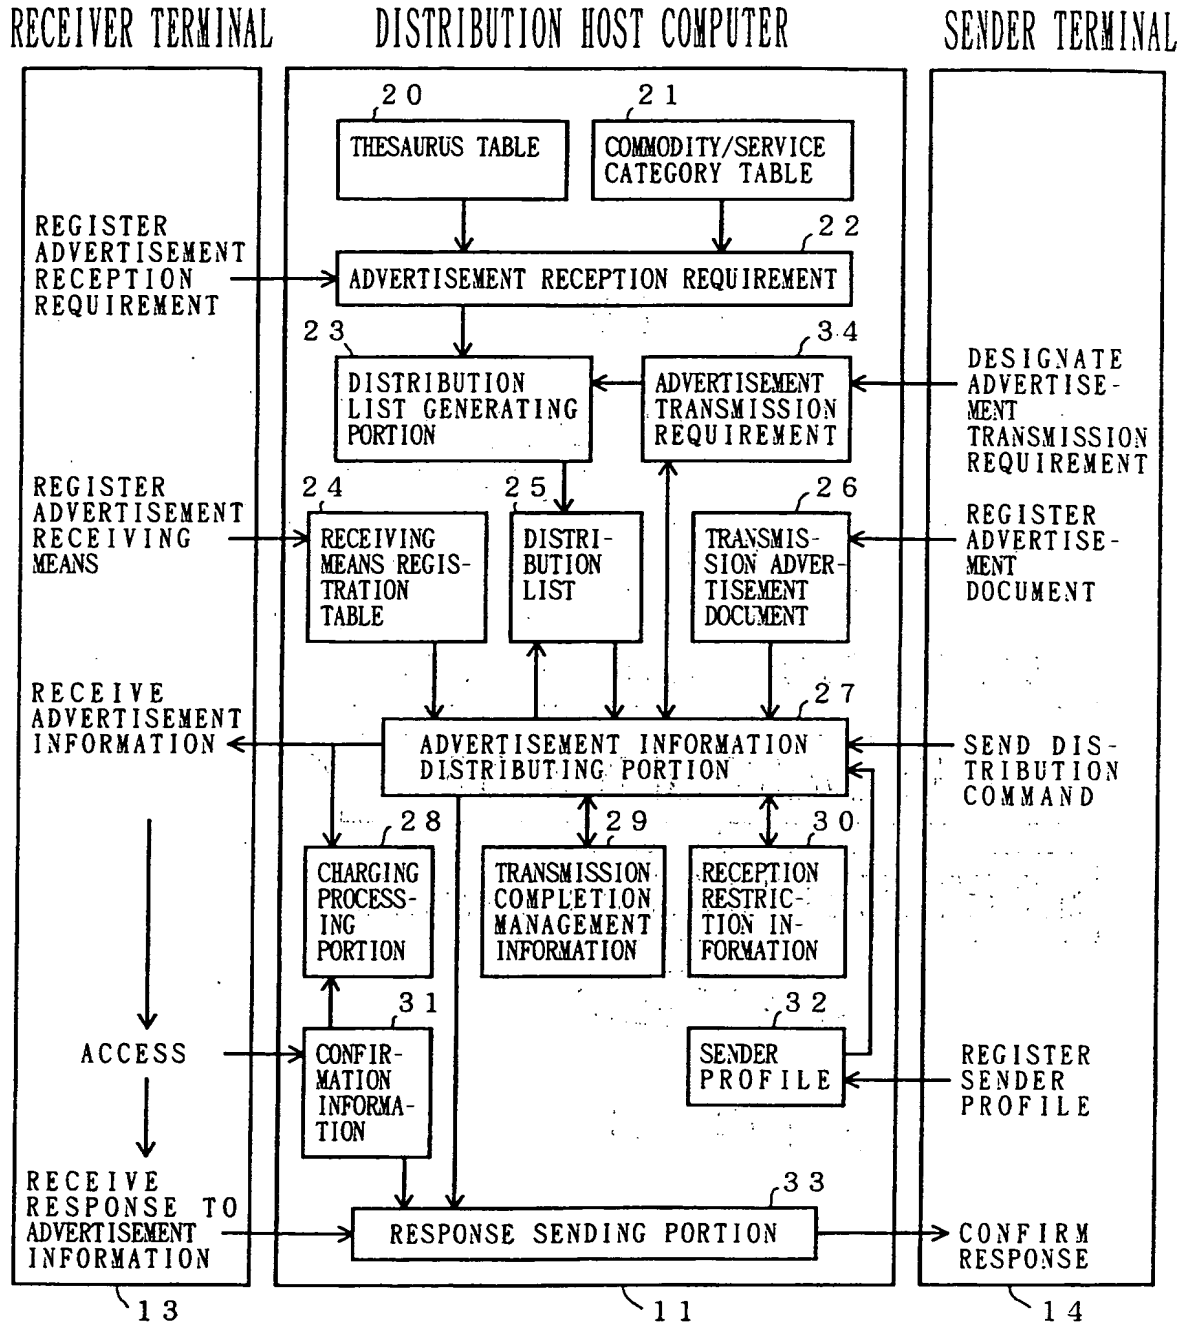 RECEIVER TERMINAL
DISTRIBUTION HOST COMPUTER
SENDER TERMINAL
20
THESAURUS TABLE
21
COMMODITY/SERVICE
CATEGORY TABLE
REGISTER
ADVERTISEMENT
RECEPTION
REQUIREMENT
22
ADVERTISEMENT RECEPTION REQUIREMENT
23
DISTRIBUTION
LIST GENERATING
PORTION
34
ADVERTISEMENT
TRANSMISSION
REQUIREMENT
DESIGNATE
ADVERTISE-
MENT
TRANSMISSION
REQUIREMENT
REGISTER
ADVERTISEMENT
RECEIVING
MEANS
24
RECEIVING
MEANS REGIS-
TRATION
TABLE
25
DISTRI-
BUTION
LIST
26
TRANSMIS-
SION ADVER-
TISEMENT
DOCUMENT
REGISTER
ADVERTISE-
MENT
DOCUMENT
RECEIVE
ADVERTISEMENT
INFORMATION
27
ADVERTISEMENT INFORMATION
DISTRIBUTING PORTION
SEND DIS-
TRIBUTION
COMMAND
28
CHARGING
PROCESS-
ING
PORTION
29
TRANSMISSION
COMPLETION
MANAGEMENT
INFORMATION
30
RECEPTION
RESTRIC-
TION IN-
FORMATION
ACCESS
31
CONFIR-
MATION
INFORMA-
TION
32
SENDER
PROFILE
REGISTER
SENDER
PROFILE
RECEIVE
RESPONSE TO
ADVERTISEMENT
INFORMATION
33
RESPONSE SENDING PORTION
CONFIRM
RESPONSE
13
11
14